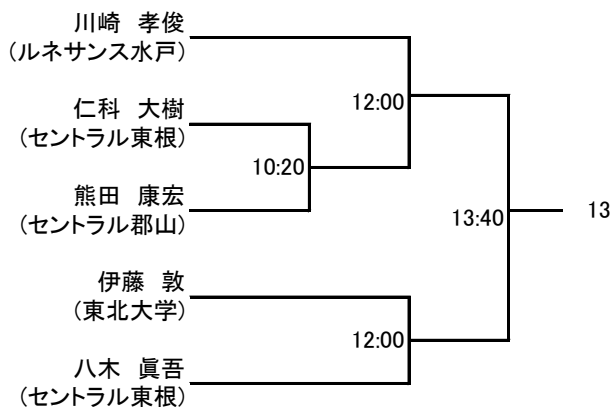 川崎　孝俊
(ルネサンス水戸)
12:00
仁科　大樹
(セントラル東根)
10:20
熊田　康宏
(セントラル郡山)
13:40
13
伊藤　敦
(東北大学)
12:00
八木　眞吾
(セントラル東根)